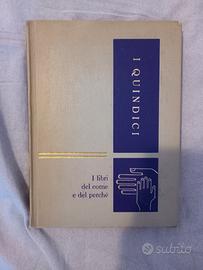 I QUINDICI
I libri
del come
e del perché
subito